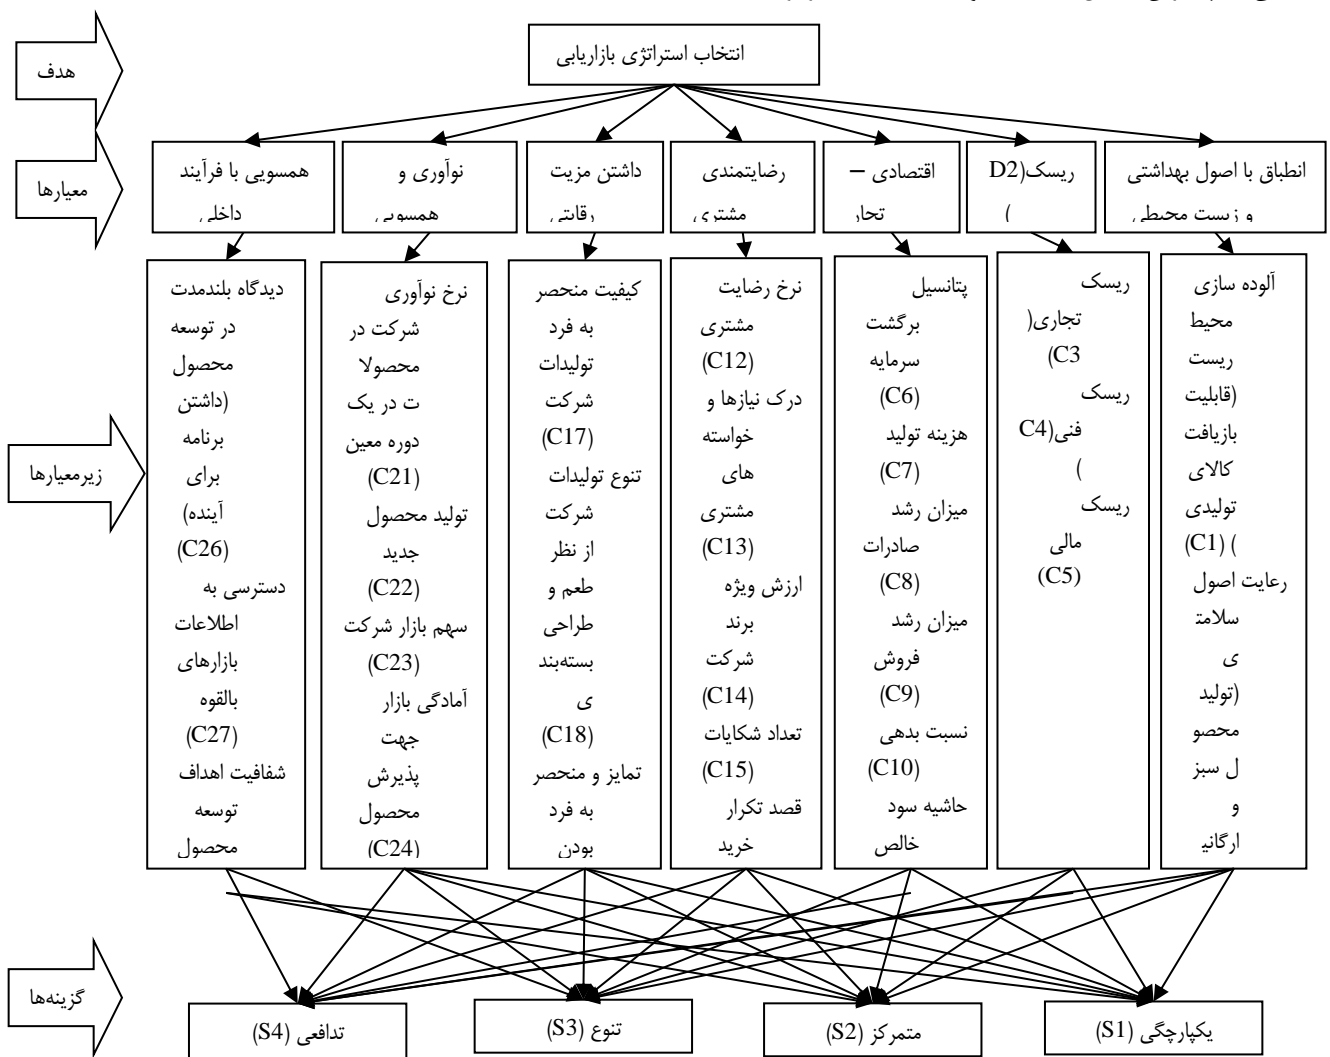 انتخاب استراتژی بازاریابی
هدف
معیارها
انطباق با اصول بهداشتی
و زیست محیطی
ریسک(D2
)
اقتصادی –
تجار
رضایتمندی
مشتری
داشتن مزیت
رقابتی
نوآوری و
همسویی
همسویی با فرآیند
داخلی
زیرمعیارها
آلوده سازی
محیط
ریست
(قابلیت
بازیافت
کالای
تولیدی
) (C1)
رعایت اصول
سلامت
ی
(تولید
محصو
ل سبز
و
ارگانی
ریسک
تجاری(
C3)
ریسک
فنی(C4
)
ریسک
مالی
(C5)
پتانسیل
برگشت
سرمایه
(C6)
هزینه تولید
(C7)
میزان رشد
صادرات
(C8)
میزان رشد
فروش
(C9)
نسبت بدهی
(C10)
حاشیه سود
خالص
نرخ رضایت
مشتری
(C12)
درک نیازها و
خواسته
های
مشتری
(C13)
ارزش ویژه
برند
شرکت
(C14)
تعداد شکایات
(C15)
قصد تکرار
خرید
کیفیت منحصر
به فرد
تولیدات
شرکت
(C17)
تنوع تولیدات
شرکت
از نظر
طعم و
طراحی
بسته‌بند
ی
(C18)
تمایز و منحصر
به فرد
بودن
نرخ نوآوری
شرکت در
محصولا
ت در یک
دوره معین
(C21)
تولید محصول
جدید
(C22)
سهم بازار شرکت
(C23)
آمادگی بازار
جهت
پذیرش
محصول
(C24)
دیدگاه بلندمدت
در توسعه
محصول
(داشتن
برنامه
برای
آینده)
(C26)
دسترسی به
اطلاعات
بازارهای
بالقوه
(C27)
شفافیت اهداف
توسعه
محصول
گزینه‌ها
یکپارچگی (S1)
متمرکز (S2)
تنوع (S3)
تدافعی (S4)